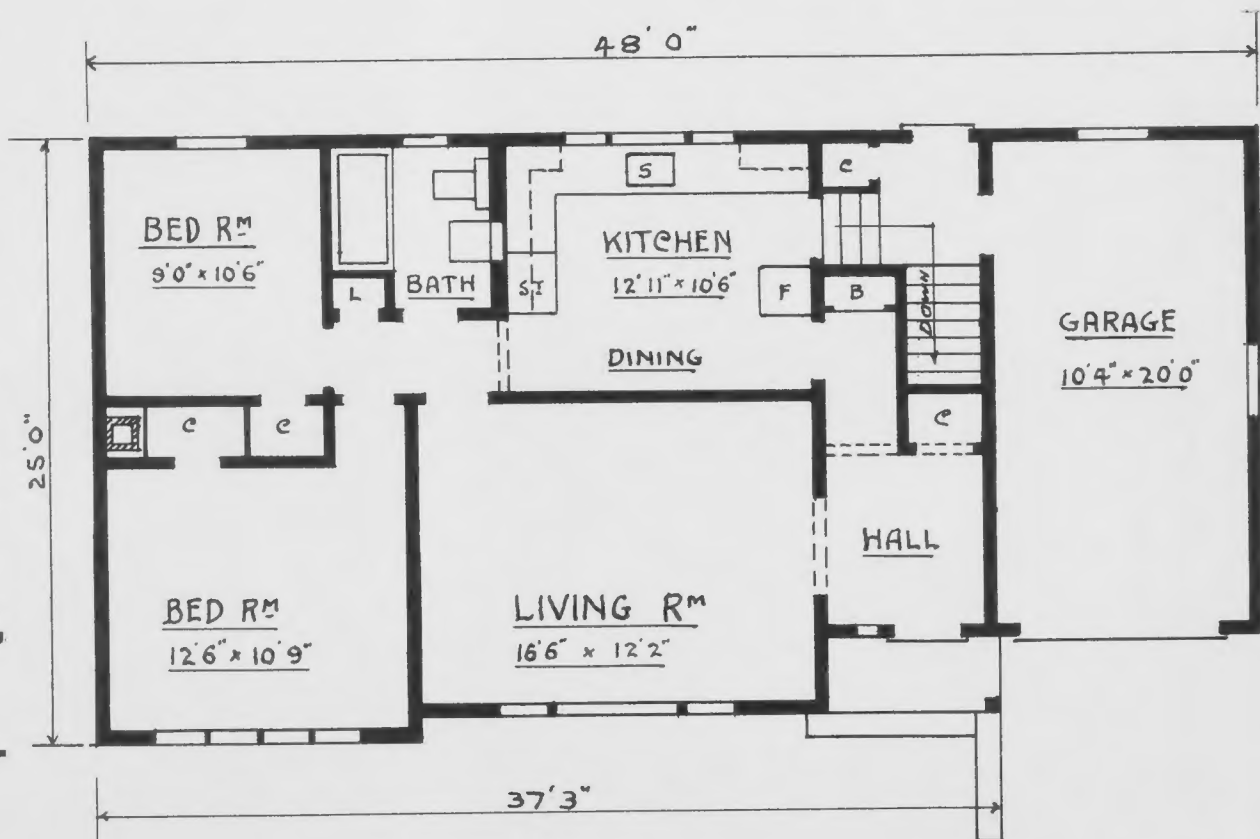 48' 0"
BED RM
9'0" x 10'6"
L
BATH
S
ST
KITCHEN
12'11" x 10'6"
F
DINING
C
B
DOWN
GARAGE
10'4" x 20'0"
C
C
C
25'0"
BED RM
12'6" x 10'9"
LIVING RM
16'6" x 12'2"
HALL
37'3"